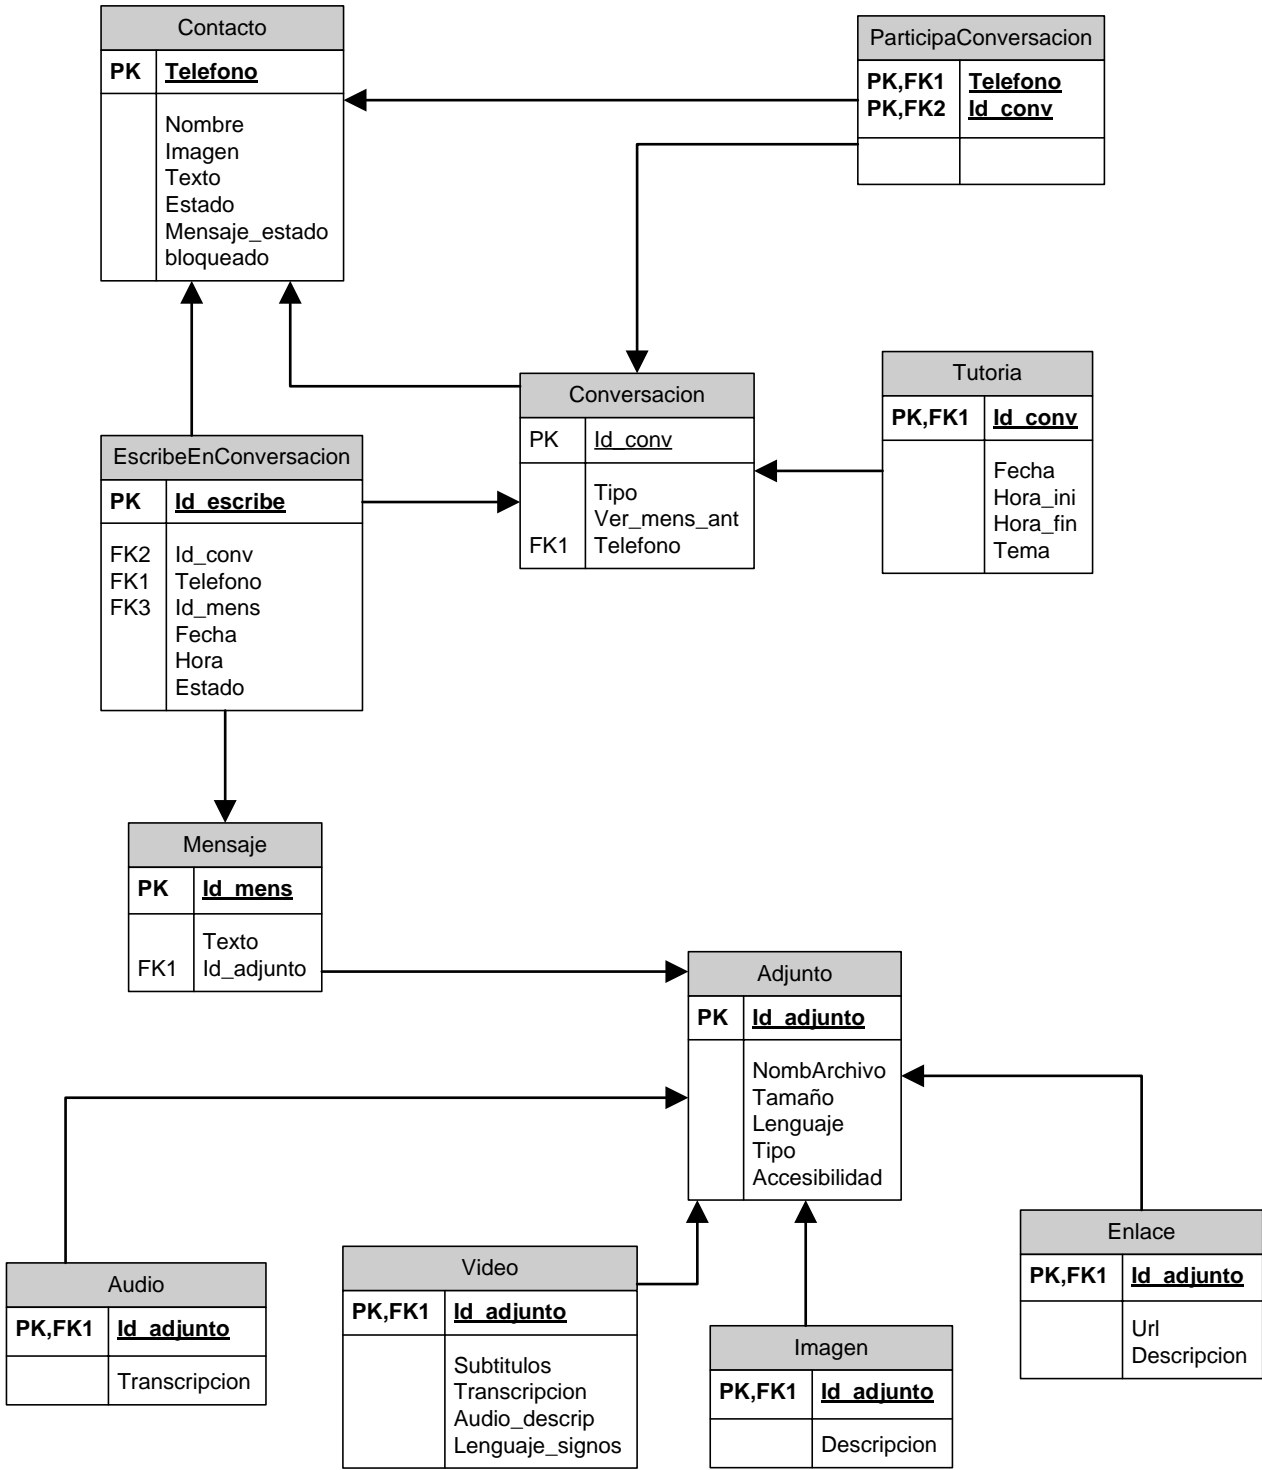 Contacto
PK Telefono
Nombre
Imagen
Texto
Estado
Mensaje_estado
bloqueado
ParticipaConversacion
PK,FK1 Telefono
PK,FK2 Id_conv
Conversacion
PK Id_conv
Tipo
Ver_mens_ant
FK1 Telefono
Tutoria
PK,FK1 Id_conv
Fecha
Hora_ini
Hora_fin
Tema
EscribeEnConversacion
PK Id_escribe
FK2 Id_conv
FK1 Telefono
FK3 Id_mens
Fecha
Hora
Estado
Mensaje
PK Id_mens
Texto
FK1 Id_adjunto
Adjunto
PK Id_adjunto
NombArchivo
Tamaño
Lenguaje
Tipo
Accesibilidad
Audio
PK,FK1 Id_adjunto
Transcripcion
Video
PK,FK1 Id_adjunto
Subtitulos
Transcripcion
Audio_descrip
Lenguaje_signos
Imagen
PK,FK1 Id_adjunto
Descripcion
Enlace
PK,FK1 Id_adjunto
Url
Descripcion